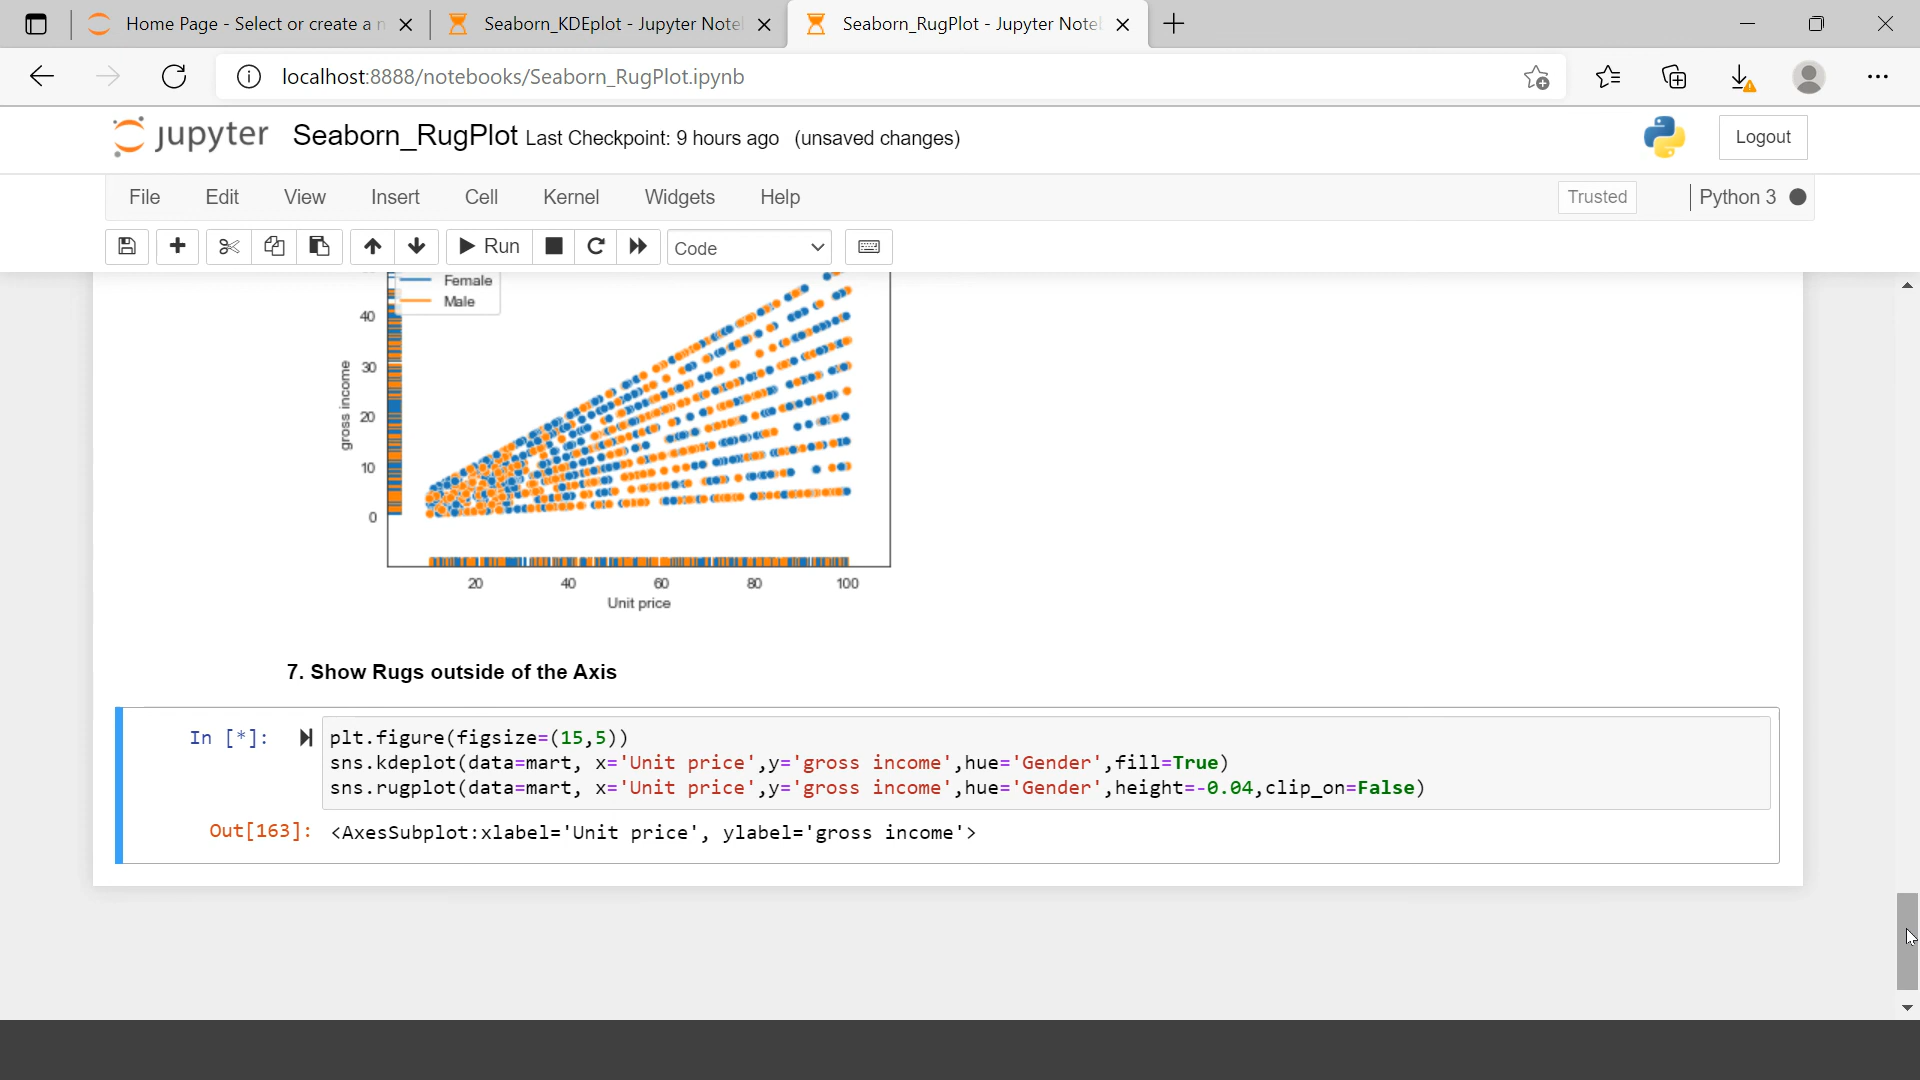 Home Page - Select or create a n
Seaborn_KDEplot - Jupyter Note
Seaborn_RugPlot - Jupyter Note
localhost:8888/notebooks/Seaborn_RugPlot.ipynb
jupyter Seaborn_RugPlot Last Checkpoint: 9 hours ago (unsaved changes)
Logout
File Edit View Insert Cell Kernel Widgets Help
Trusted Python 3
Run Code
Female
Male
40
30
20
10
0
gross income
20 40 60 80 100
Unit price
7. Show Rugs outside of the Axis
In [*]: plt.figure(figsize=(15,5))
sns.kdeplot(data=mart, x='Unit price',y='gross income',hue='Gender',fill=True)
sns.rugplot(data=mart, x='Unit price',y='gross income',hue='Gender',height=-0.04,clip_on=False)
Out[163]: <AxesSubplot:xlabel='Unit price', ylabel='gross income'>